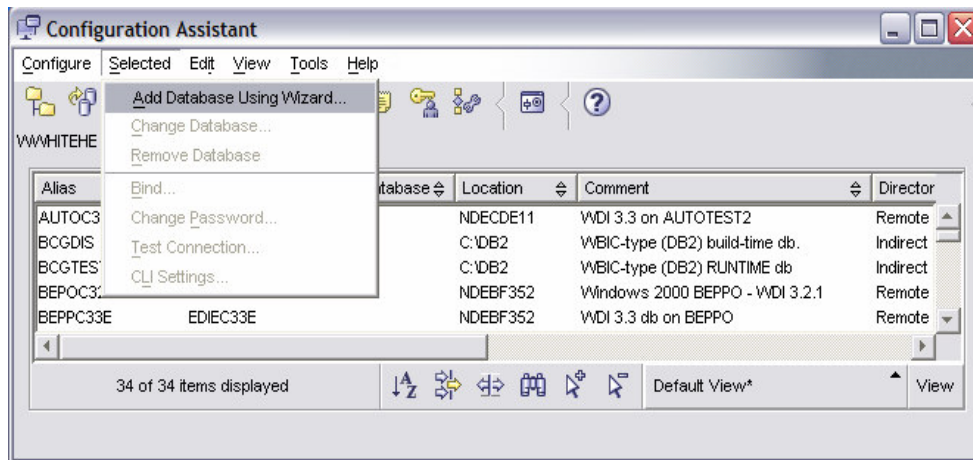 Configuration Assistant
Configure Selected Edit View Tools Help
Add Database Using Wizard...
Change Database...
WWHITEHE
Remove Database
Alias Bind... Location Comment Director
AUTOC3 Change Password... NDECDE11 WDI 3.3 on AUTOTEST2 Remote
BCGDIS Test Connection... C:\DB2 WBIC-type (DB2) build-time db. Indirect
BCGTES CLI Settings... C:\DB2 WBIC-type (DB2) RUNTIME db Indirect
BEPOC32 NDEBF352 Windows 2000 BEPPO - WDI 3.2.1 Remote
BEPPC33E EDIEC33E NDEBF352 WDI 3.3 db on BEPPO Remote
34 of 34 items displayed Default View* View